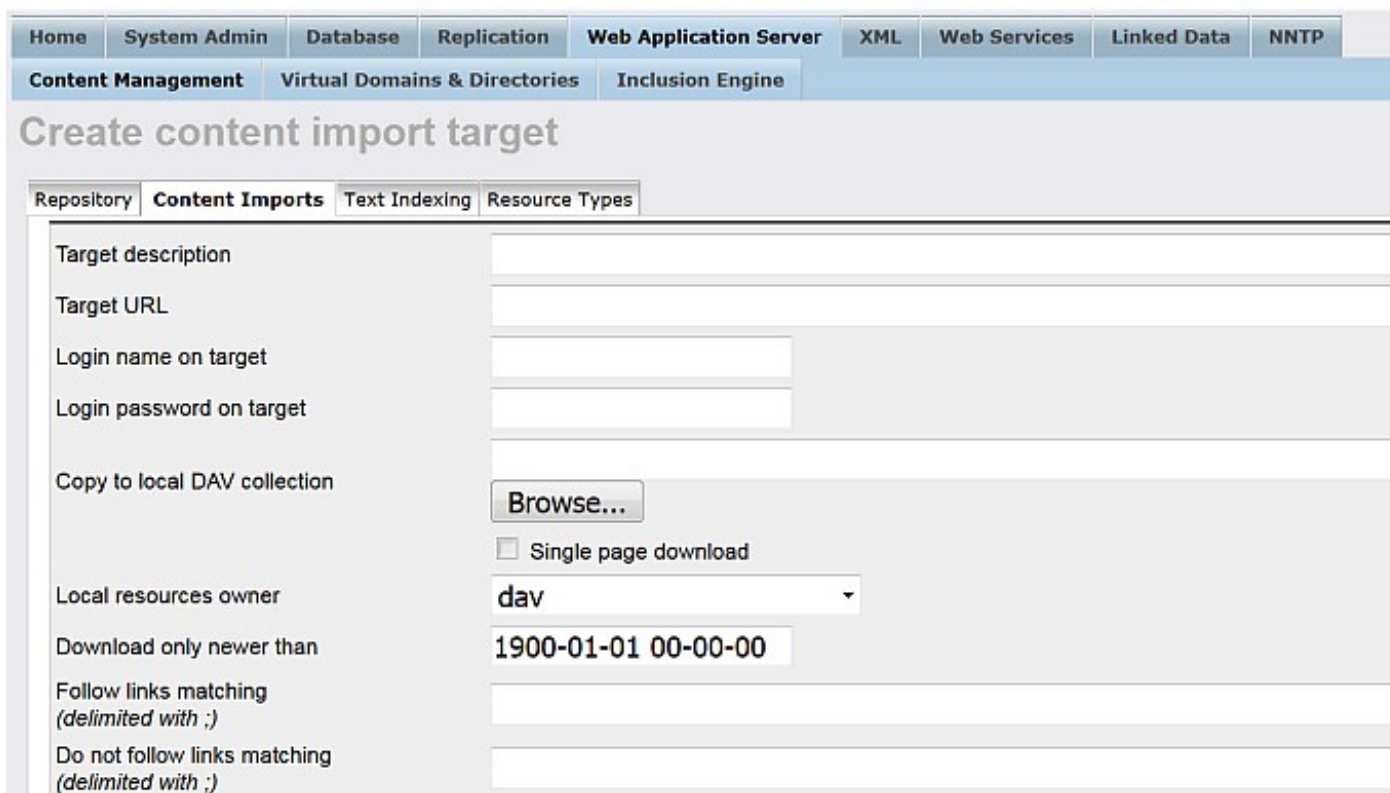 Home System Admin Database Replication Web Application Server XML Web Services Linked Data NNTP
Content Management Virtual Domains & Directories Inclusion Engine
Create content import target
Repository Content Imports Text Indexing Resource Types
Target description
Target URL
Login name on target
Login password on target
Copy to local DAV collection
Browse...
Single page download
Local resources owner dav
Download only newer than 1900-01-01 00-00-00
Follow links matching
(delimited with ;)
Do not follow links matching
(delimited with ;)